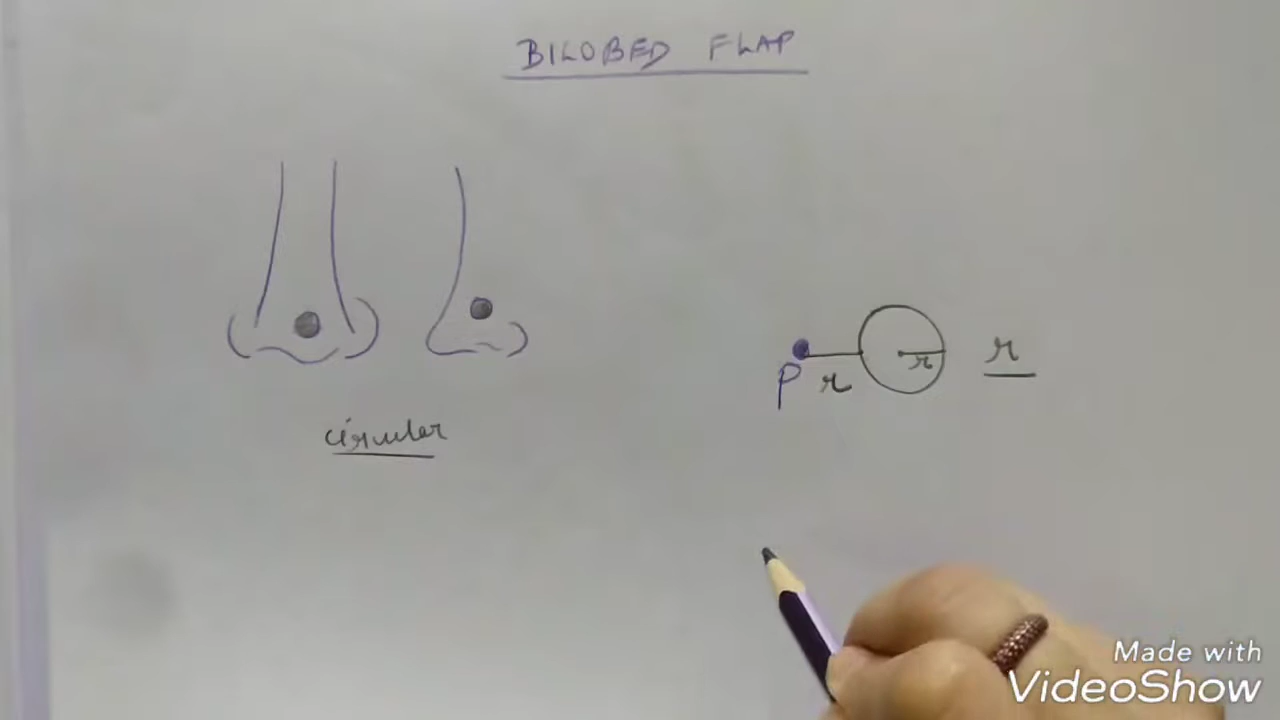 BILOBED FLAP
circular
P r
r
r
Made with
VideoShow